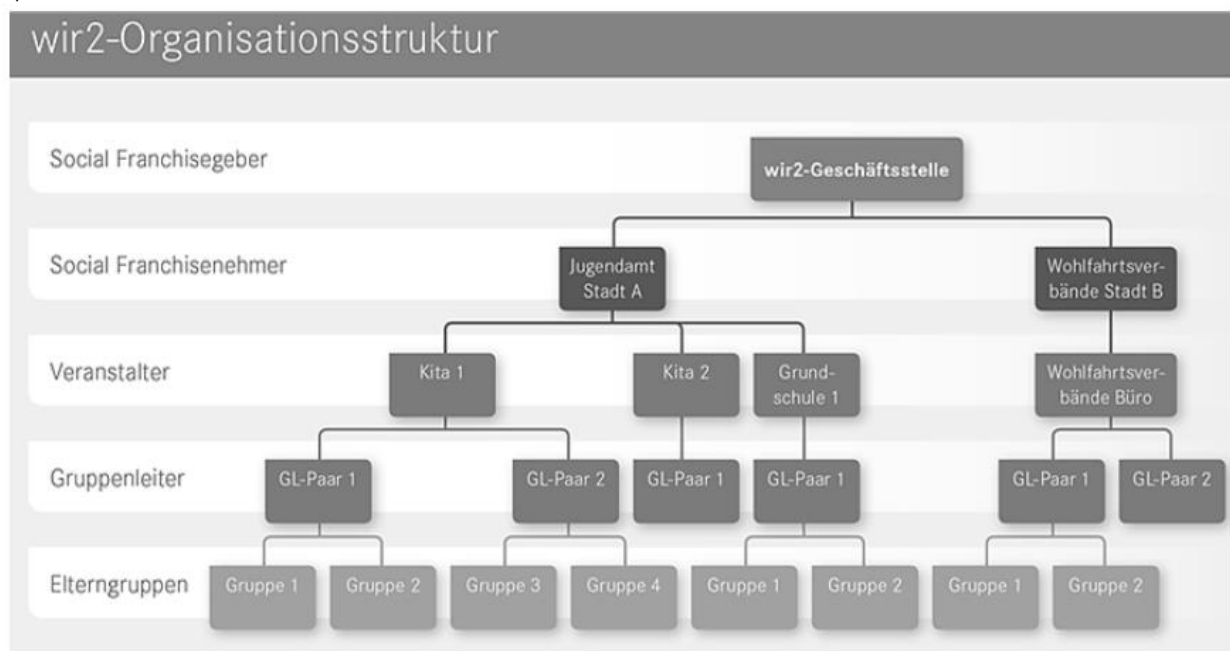 wir2-Organisationsstruktur
Social Franchisegeber
wir2-Geschäftsstelle
Social Franchisenehmer
Jugendamt
Stadt A
Wohlfahrtsver-
bände Stadt B
Veranstalter
Kita 1
Kita 2
Grund-
schule 1
Wohlfahrtsver-
bände Büro
Gruppenleiter
GL-Paar 1
GL-Paar 2
GL-Paar 1
GL-Paar 1
GL-Paar 1
GL-Paar 2
Elterngruppen
Gruppe 1
Gruppe 2
Gruppe 3
Gruppe 4
Gruppe 1
Gruppe 2
Gruppe 1
Gruppe 2